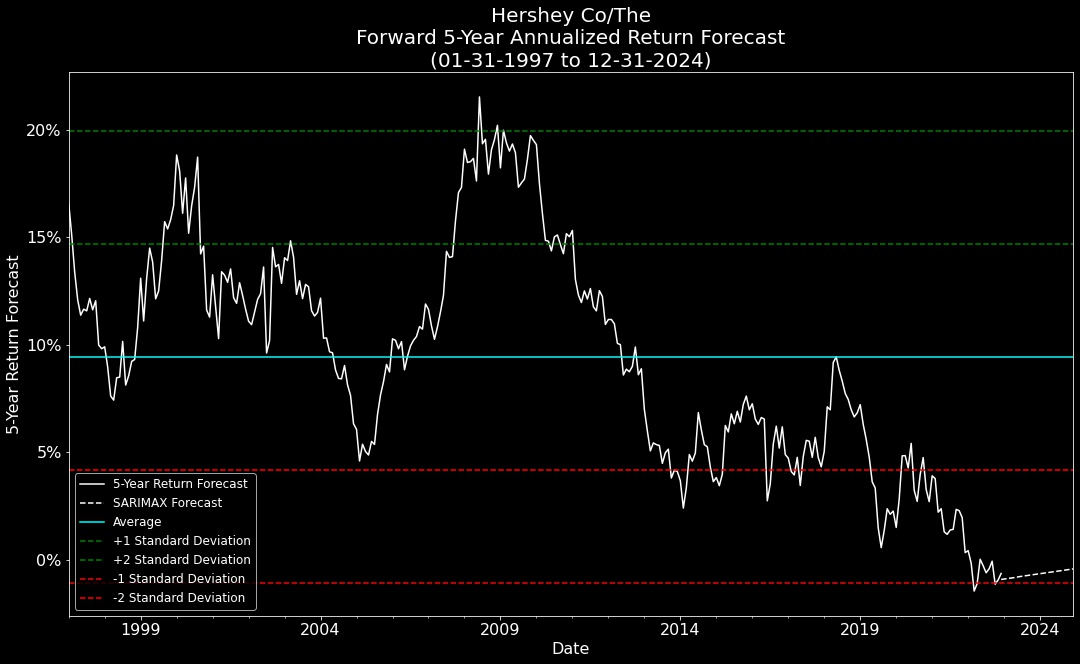 Hershey Co/The
Forward 5-Year Annualized Return Forecast
(01-31-1997 to 12-31-2024)
5-Year Return Forecast
20%
15%
10%
5%
0%
5-Year Return Forecast
SARIMAX Forecast
Average
+1 Standard Deviation
+2 Standard Deviation
-1 Standard Deviation
-2 Standard Deviation
1999
2004
2009
2014
2019
2024
Date